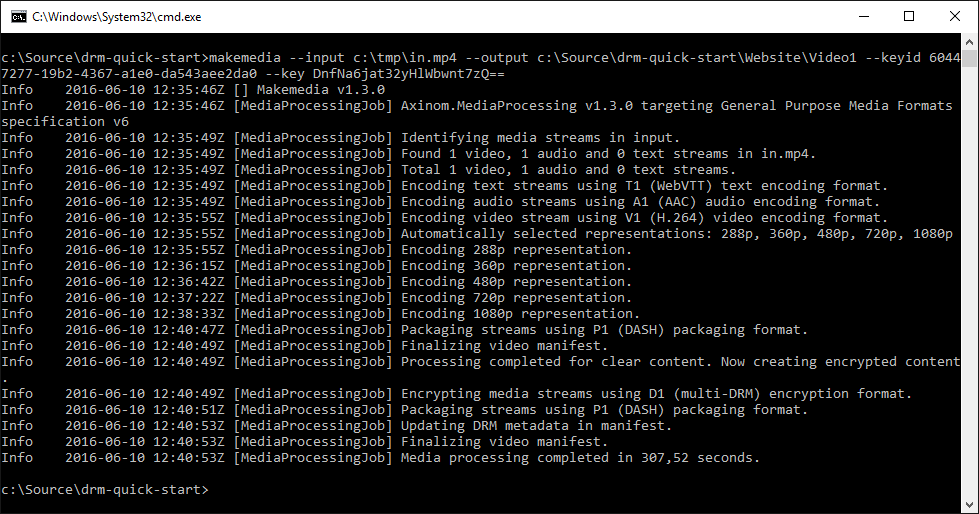 C:\Windows\System32\cmd.exe
c:\Source\drm-quick-start>makemedia --input c:\tmp\in.mp4 --output c:\Source\drm-quick-start\Website\Video1 --keyid 6044
7277-19b2-4367-a1e0-da543aee2da0 --key DnfNa6jat32yHlWbwnt7zQ==
Info    2016-06-10 12:35:46Z [] Makemedia v1.3.0
Info    2016-06-10 12:35:46Z [MediaProcessingJob] Axinom.MediaProcessing v1.3.0 targeting General Purpose Media Formats
specification v6
Info    2016-06-10 12:35:49Z [MediaProcessingJob] Identifying media streams in input.
Info    2016-06-10 12:35:49Z [MediaProcessingJob] Found 1 video, 1 audio and 0 text streams in in.mp4.
Info    2016-06-10 12:35:49Z [MediaProcessingJob] Total 1 video, 1 audio and 0 text streams.
Info    2016-06-10 12:35:49Z [MediaProcessingJob] Encoding text streams using T1 (WebVTT) text encoding format.
Info    2016-06-10 12:35:49Z [MediaProcessingJob] Encoding audio streams using A1 (AAC) audio encoding format.
Info    2016-06-10 12:35:55Z [MediaProcessingJob] Encoding video stream using V1 (H.264) video encoding format.
Info    2016-06-10 12:35:55Z [MediaProcessingJob] Automatically selected representations: 288p, 360p, 480p, 720p, 1080p
Info    2016-06-10 12:35:55Z [MediaProcessingJob] Encoding 288p representation.
Info    2016-06-10 12:36:15Z [MediaProcessingJob] Encoding 360p representation.
Info    2016-06-10 12:36:42Z [MediaProcessingJob] Encoding 480p representation.
Info    2016-06-10 12:37:22Z [MediaProcessingJob] Encoding 720p representation.
Info    2016-06-10 12:38:33Z [MediaProcessingJob] Encoding 1080p representation.
Info    2016-06-10 12:40:47Z [MediaProcessingJob] Packaging streams using P1 (DASH) packaging format.
Info    2016-06-10 12:40:49Z [MediaProcessingJob] Finalizing video manifest.
Info    2016-06-10 12:40:49Z [MediaProcessingJob] Processing completed for clear content. Now creating encrypted content
.
Info    2016-06-10 12:40:49Z [MediaProcessingJob] Encrypting media streams using D1 (multi-DRM) encryption format.
Info    2016-06-10 12:40:51Z [MediaProcessingJob] Packaging streams using P1 (DASH) packaging format.
Info    2016-06-10 12:40:53Z [MediaProcessingJob] Updating DRM metadata in manifest.
Info    2016-06-10 12:40:53Z [MediaProcessingJob] Finalizing video manifest.
Info    2016-06-10 12:40:53Z [MediaProcessingJob] Media processing completed in 307,52 seconds.
c:\Source\drm-quick-start>